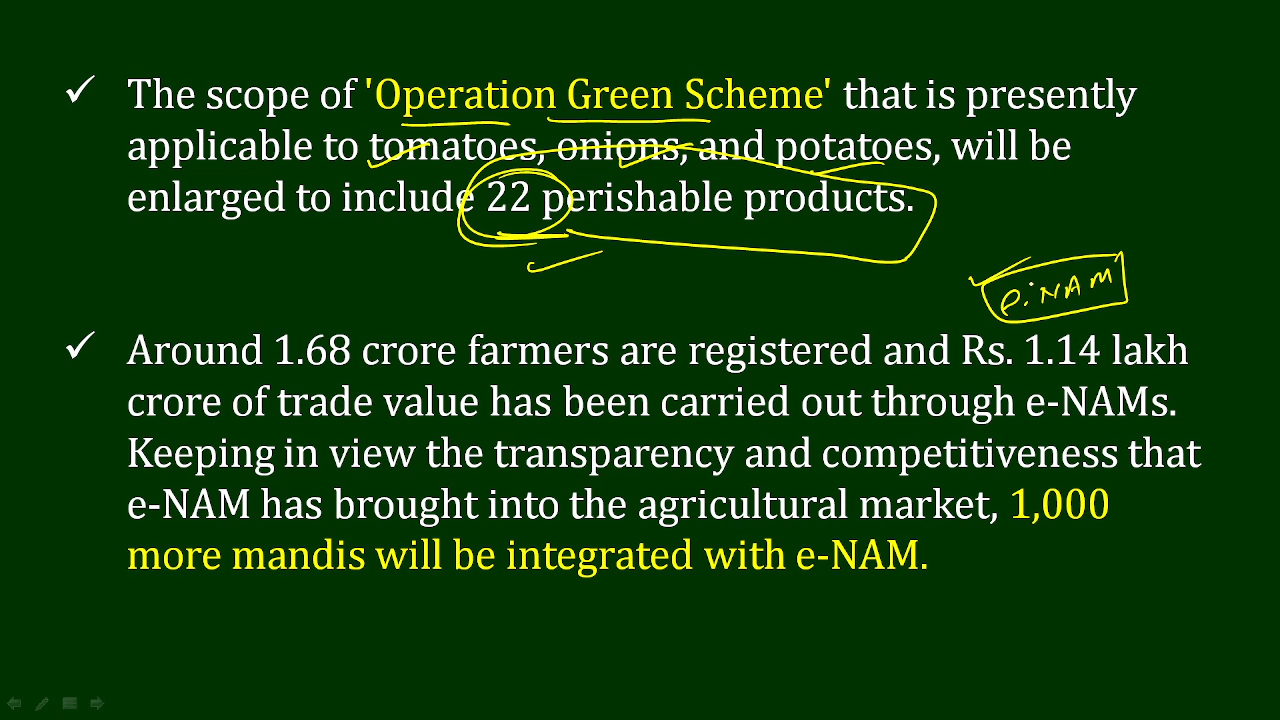 The scope of 'Operation Green Scheme' that is presently
applicable to tomatoes, onions, and potatoes, will be
enlarged to include 22 perishable products.
e-NAM
Around 1.68 crore farmers are registered and Rs. 1.14 lakh
crore of trade value has been carried out through e-NAMs.
Keeping in view the transparency and competitiveness that
e-NAM has brought into the agricultural market, 1,000
more mandis will be integrated with e-NAM.